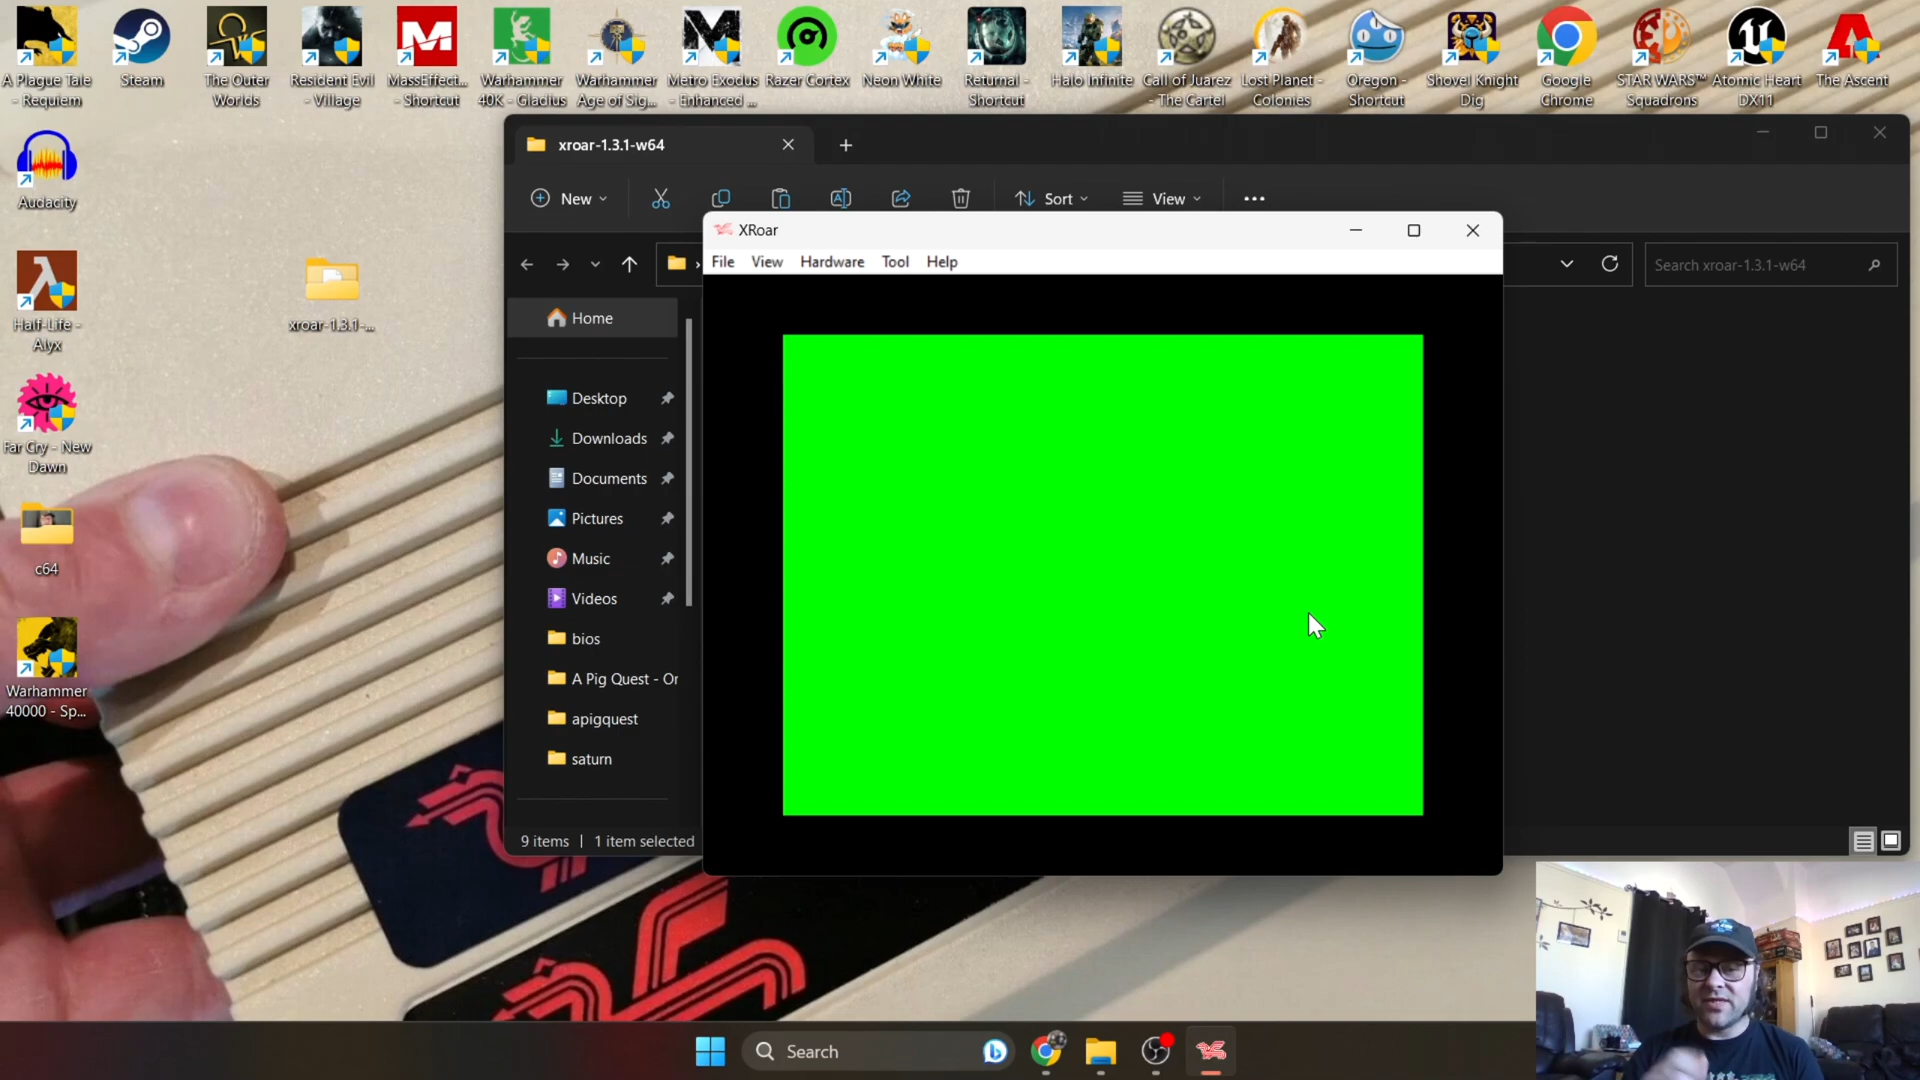 A Plague Tale
- Requiem
Steam
The Outer
Worlds
Resident Evil
- Village
MassEffect...
- Shortcut
Warhammer
40K - Gladius
Warhammer
Age of Sig...
Metro Exodus
- Enhanced ...
Razer Cortex
Neon White
Returnal -
Shortcut
Halo Infinite
Call of Juarez
- The Cartel
Lost Planet -
Colonies
Oregon -
Shortcut
Shovel Knight
Dig
Google
Chrome
STAR WARS™
Squadrons
Atomic Heart
DX11
The Ascent
Audacity
Half-Life -
Alyx
Far Cry - New
Dawn
c64
Warhammer
40000 - Sp...
xroar-1.3.1-...
xroar-1.3.1-w64
New
Sort
View
Search xroar-1.3.1-w64
Home
Desktop
Downloads
Documents
Pictures
Music
Videos
bios
A Pig Quest - Or
apigquest
saturn
9 items
1 item selected
XRoar
File View Hardware Tool Help
Search